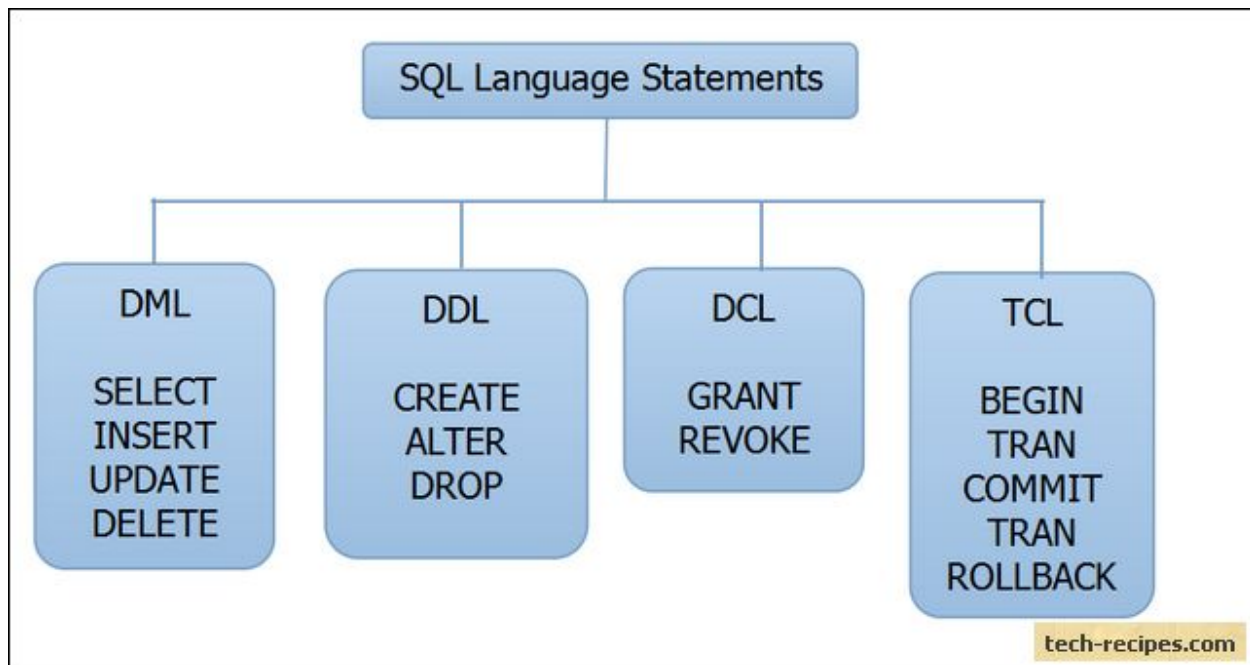 SQL Language Statements
DML
SELECT
INSERT
UPDATE
DELETE
DDL
CREATE
ALTER
DROP
DCL
GRANT
REVOKE
TCL
BEGIN
TRAN
COMMIT
TRAN
ROLLBACK
tech-recipes.com